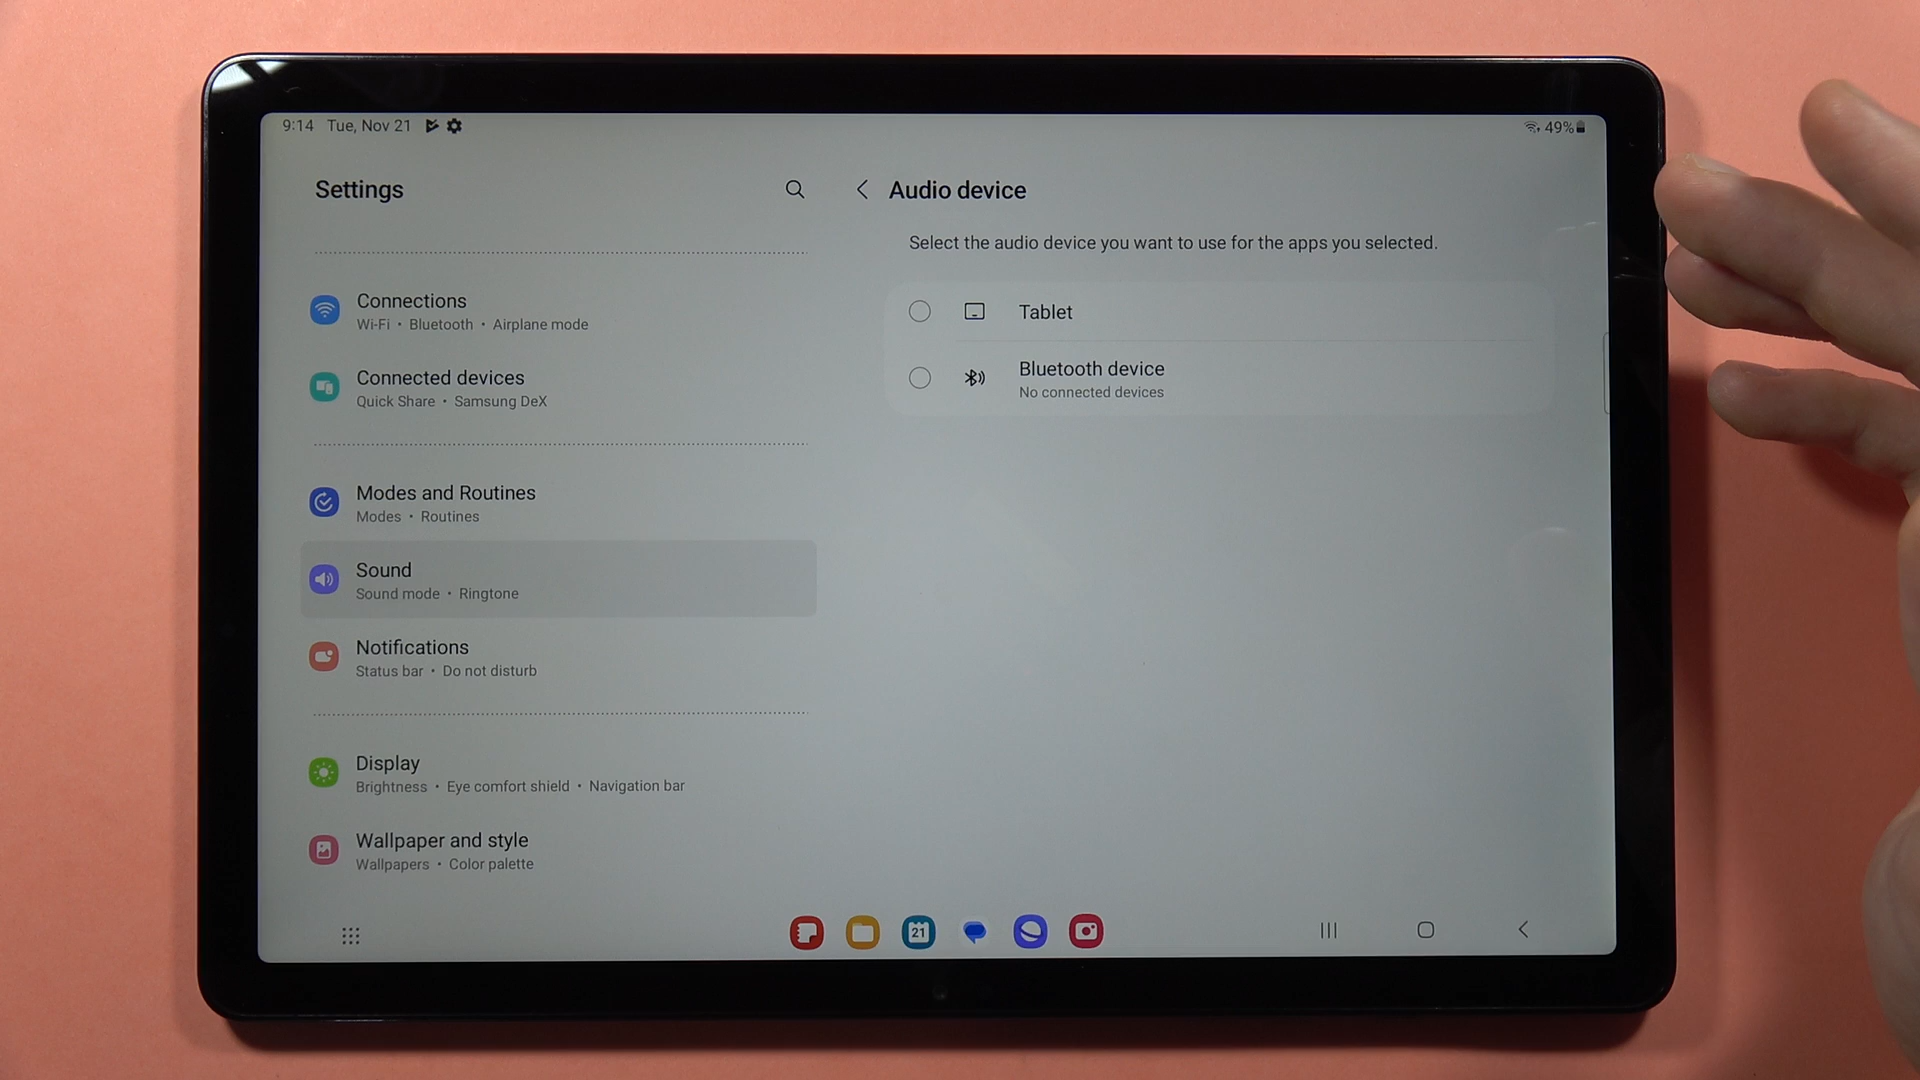 9:14 Tue, Nov 21
49%
Settings
Audio device
Select the audio device you want to use for the apps you selected.
Tablet
Bluetooth device
No connected devices
Connections
Wi-Fi • Bluetooth • Airplane mode
Connected devices
Quick Share • Samsung DeX
Modes and Routines
Modes • Routines
Sound
Sound mode • Ringtone
Notifications
Status bar • Do not disturb
Display
Brightness • Eye comfort shield • Navigation bar
Wallpaper and style
Wallpapers • Color palette
21